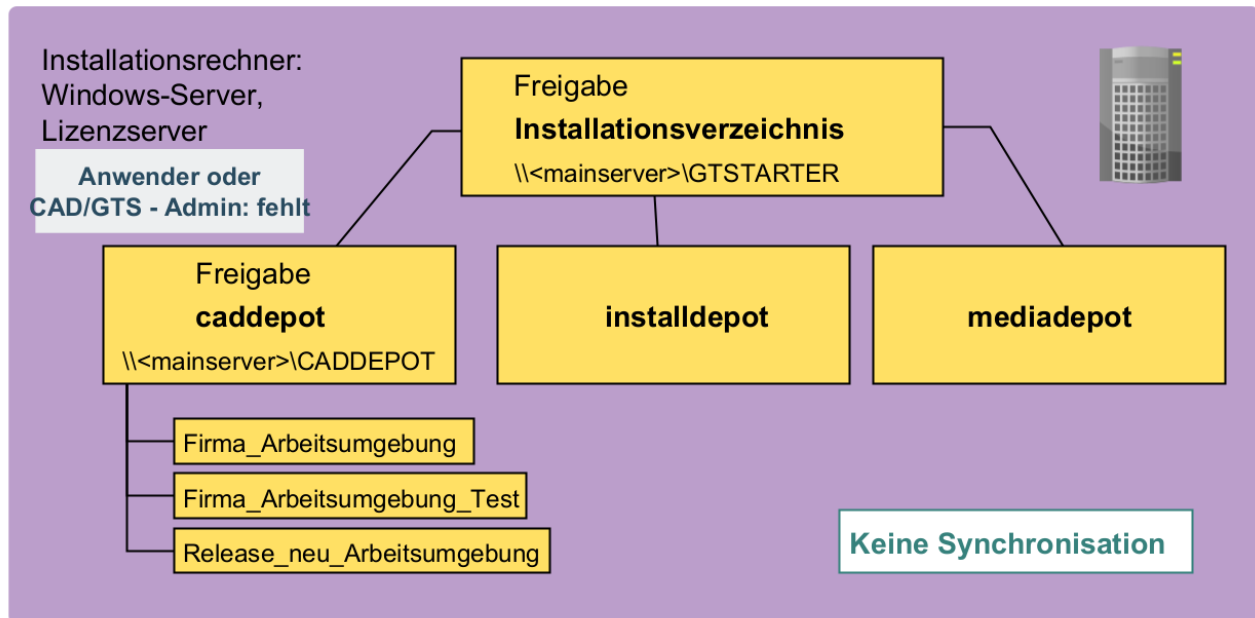 Installationsrechner:
Windows-Server,
Lizenzserver
Anwender oder
CAD/GTS - Admin: fehlt
Freigabe
Installationsverzeichnis
\\<mainserver>\GTSTARTER
Freigabe
caddepot
\\<mainserver>\CADDEPOT
installdepot
mediadepot
Firma_Arbeitsumgebung
Firma_Arbeitsumgebung_Test
Release_neu_Arbeitsumgebung
Keine Synchronisation